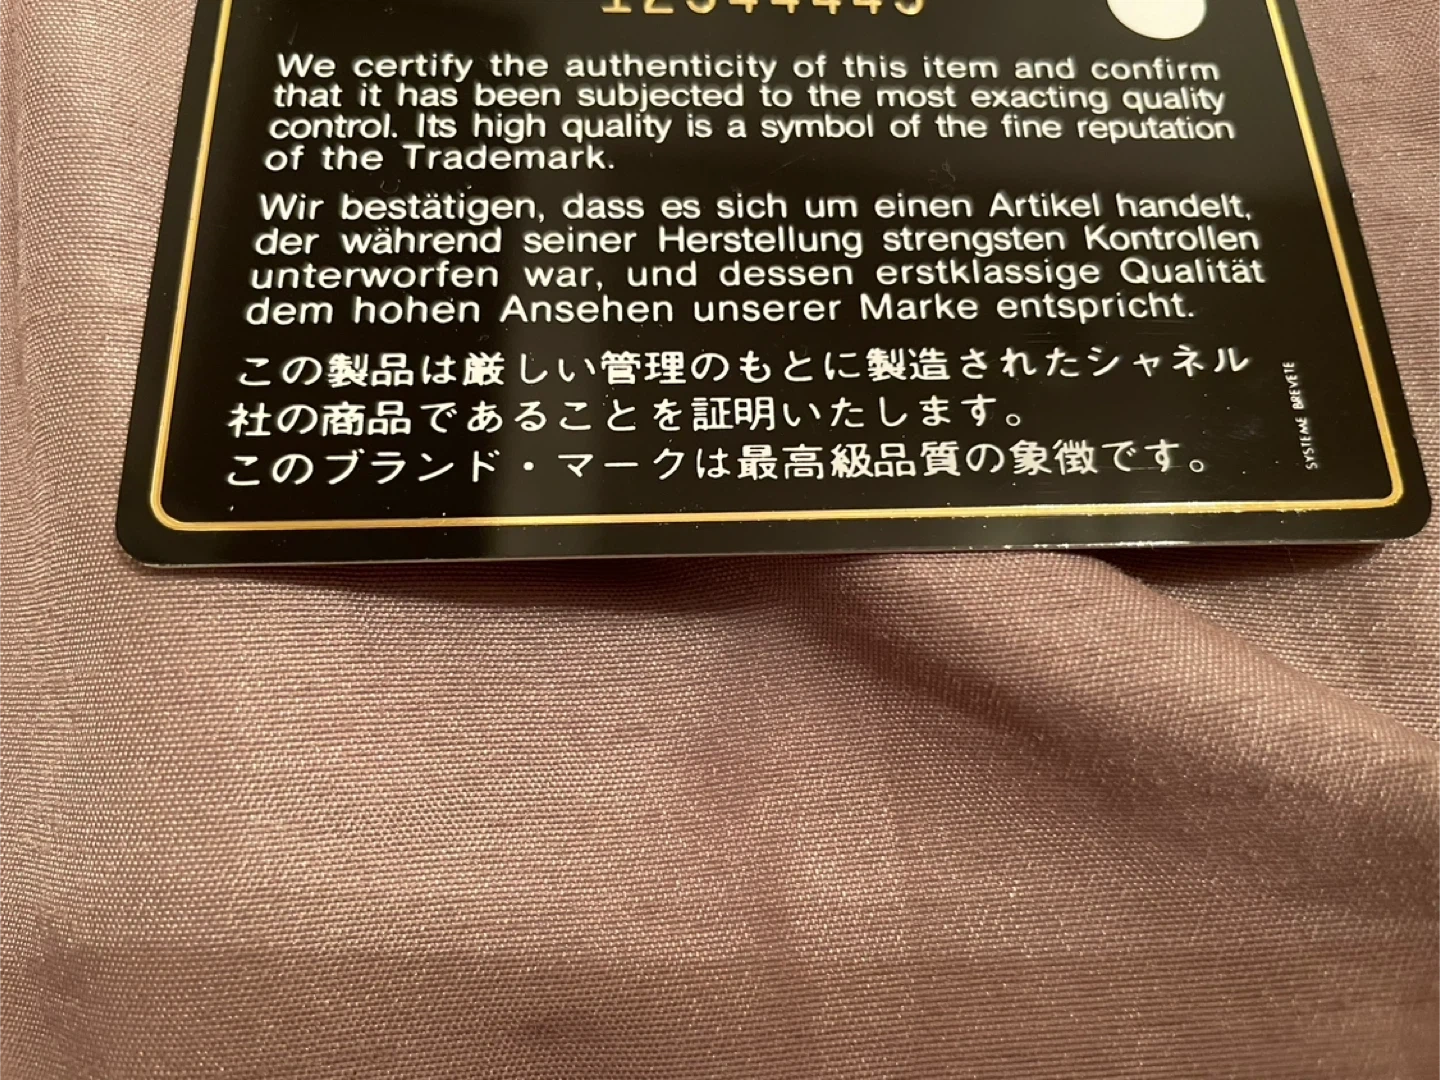 We certify the authenticity of this item and confirm
that it has been subjected to the most exacting quality
control. Its high quality is a symbol of the fine reputation
of the Trademark.
Wir bestätigen, dass es sich um einen Artikel handelt,
der während seiner Herstellung strengsten Kontrollen
unterworfen war, und dessen erstklassige Qualität
dem hohen Ansehen unserer Marke entspricht.
この製品は厳しい管理のもとに製造されたシャネル
社の商品であることを証明いたします。
このブランド・マークは最高級品質の象徴です。
SYSTEME BREVETE